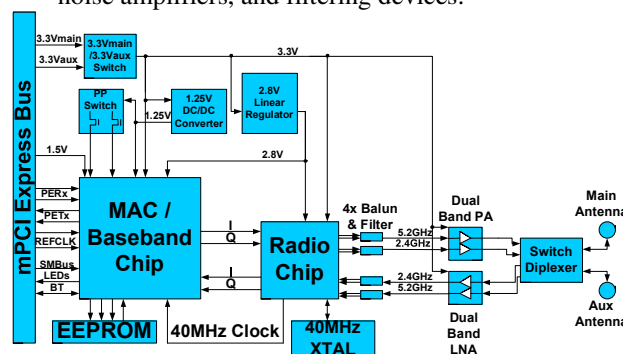 noise amplifiers, and filtering devices.
3.3Vmain
3.3Vaux
3.3Vmain
/3.3Vaux
Switch
3.3V
PP
Switch
1.25V
1.25V
DC/DC
Converter
2.8V
Linear
Regulator
mPCI Express Bus
1.5V
2.8V
PERx
PETx
REFCLK
SMBus
LEDs
BT
MAC /
Baseband
Chip
I
Q
I
Q
Radio
Chip
4x Balun
& Filter
5.2GHz
2.4GHz
2.4GHz
5.2GHz
Dual
Band PA
Dual
Band
LNA
Switch
Diplexer
Main
Antenna
Aux
Antenna
EEPROM
40MHz Clock
40MHz
XTAL